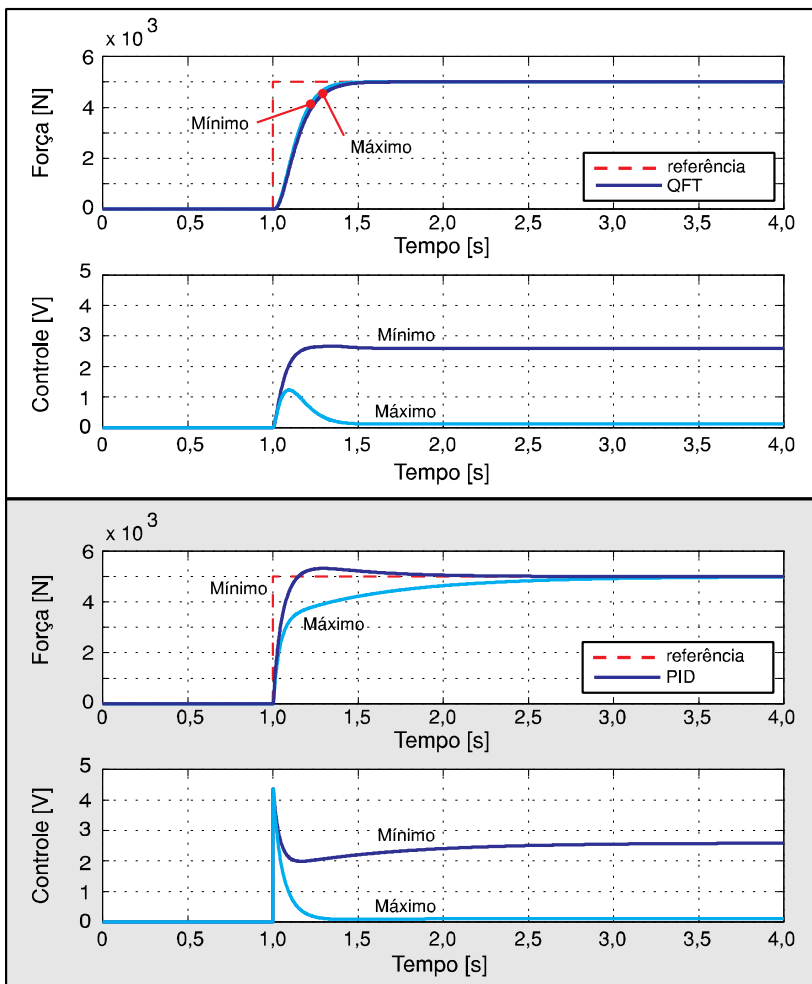 x 10 3
6
4
2
0
Força [N]
Mínimo
Máximo
referência
QFT
0 0,5 1,0 1,5 2,0 2,5 3,0 3,5 4,0
Tempo [s]
5
4
3
2
1
0
Controle [V]
Mínimo
Máximo
0 0,5 1,0 1,5 2,0 2,5 3,0 3,5 4,0
Tempo [s]
x 10 3
6
4
2
0
Força [N]
Mínimo
Máximo
referência
PID
0 0,5 1,0 1,5 2,0 2,5 3,0 3,5 4,0
Tempo [s]
5
4
3
2
1
0
Controle [V]
Mínimo
Máximo
0 0,5 1,0 1,5 2,0 2,5 3,0 3,5 4,0
Tempo [s]